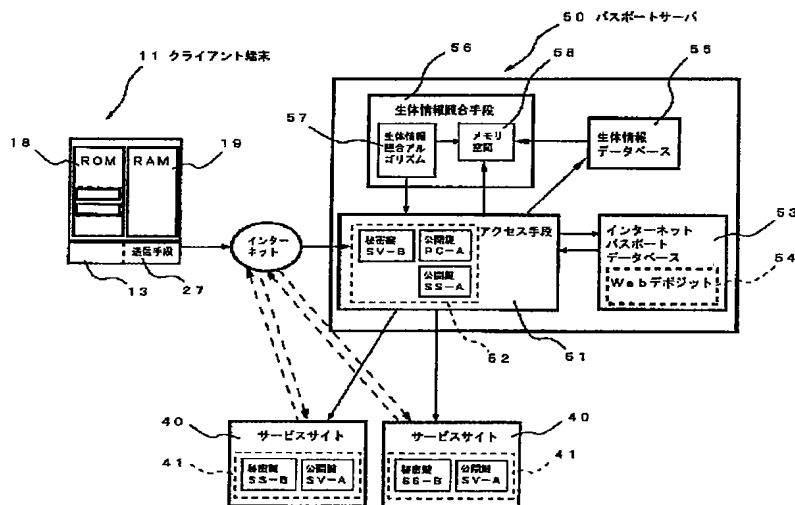 50 パスポートサーバ
11 クライアント端末
56
58
55
生体情報照合手段
57
生体情報
照合アル
ゴリズム
メモリ
空間
生体情報
データベース
18
19
ROM
RAM
送信手段
13
27
インター
ネット
アクセス手段
秘密鍵
SV-B
公開鍵
PC-A
公開鍵
SS-A
インターネット
パスポート
データベース
Webデポジット
53
54
52
51
40
サービスサイト
41
秘密鍵
SS-B
公開鍵
SV-A
40
サービスサイト
41
秘密鍵
SS-B
公開鍵
SV-A